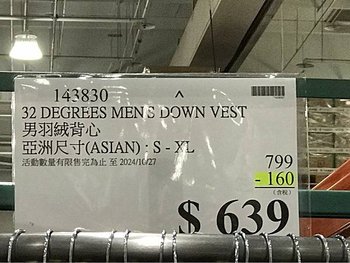 143830 ^
32 DEGREES MEN'S DOWN VEST
男羽絨背心
亞洲尺寸(ASIAN) : S - XL
活動數量有限售完為止 至 2024/10/27
799
- 160
(含稅)
$ 639